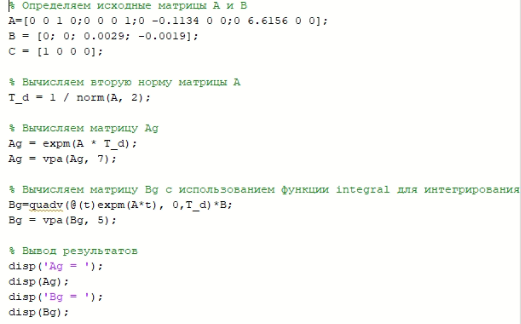 % Определяем исходные матрицы A и B
A=[0 0 1 0;0 0 0 1;0 -0.1134 0 0;0 6.6156 0 0];
B = [0; 0; 0.0029; -0.0019];
C = [1 0 0 0];
% Вычисляем вторую норму матрицы A
T_d = 1 / norm(A, 2);
% Вычисляем матрицу Ag
Ag = expm(A * T_d);
Ag = vpa(Ag, 7);
% Вычисляем матрицу Bg с использованием функции integral для интегрирования
Bg=quadv(@(t)expm(A*t), 0,T_d)*B;
Bg = vpa(Bg, 5);
% Вывод результатов
disp('Ag = ');
disp(Ag);
disp('Bg = ');
disp(Bg);